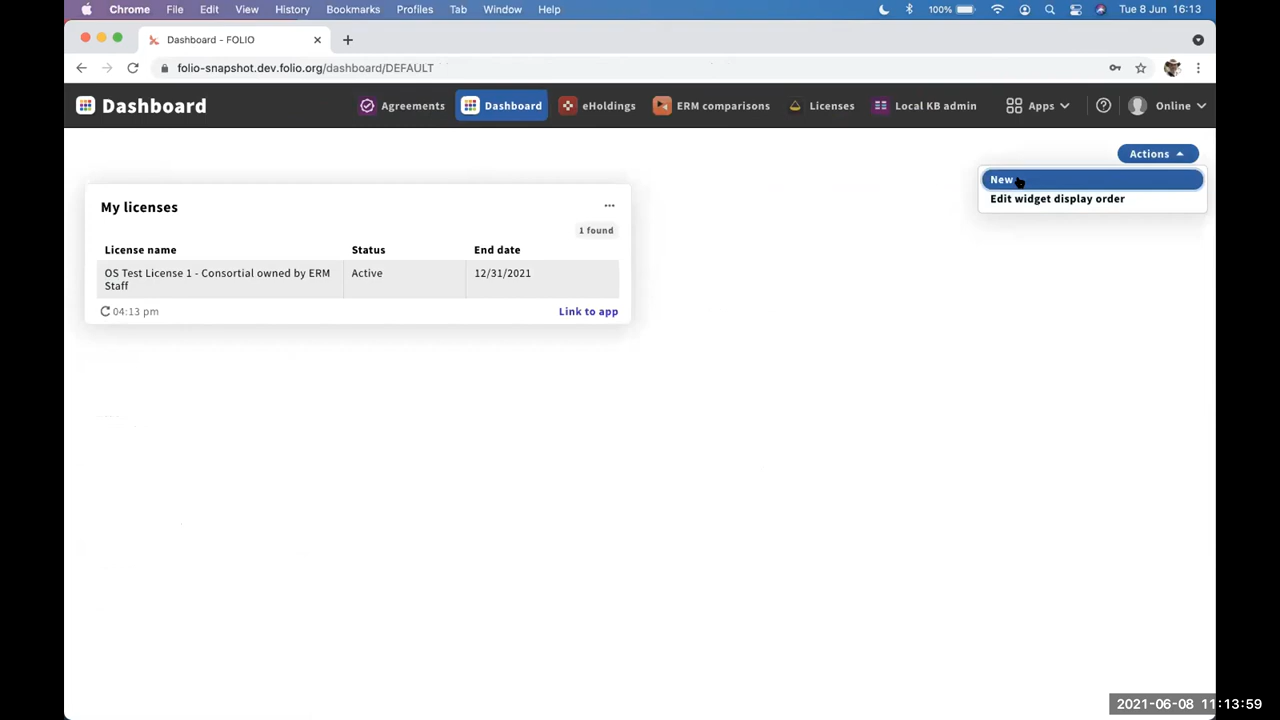 Chrome File Edit View History Bookmarks Profiles Tab Window Help 100% Tue 8 Jun 16:13
Dashboard - FOLIO
folio-snapshot.dev.folio.org/dashboard/DEFAULT
Dashboard Agreements Dashboard eHoldings ERM comparisons Licenses Local KB admin Apps Online
Actions
New
Edit widget display order
My licenses
1 found
License name Status End date
OS Test License 1 - Consortial owned by ERM Active 12/31/2021
Staff
04:13 pm Link to app
2021-06-08 11:13:59